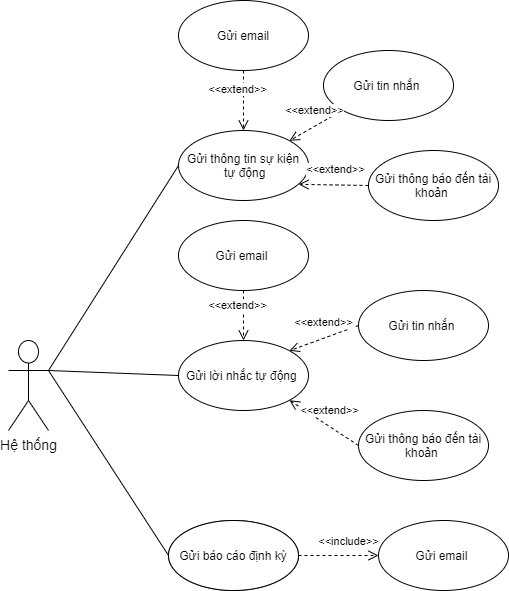 Gửi email
<<extend>>
Gửi tin nhắn
<<extend>>
Gửi thông tin sự kiện
tự động
<<extend>>
Gửi thông báo đến tài
khoản
Gửi email
<<extend>>
<<extend>>
Gửi tin nhắn
Gửi lời nhắc tự động
<<extend>>
Gửi thông báo đến tài
khoản
Hệ thống
<<include>>
Gửi báo cáo định kỳ
Gửi email